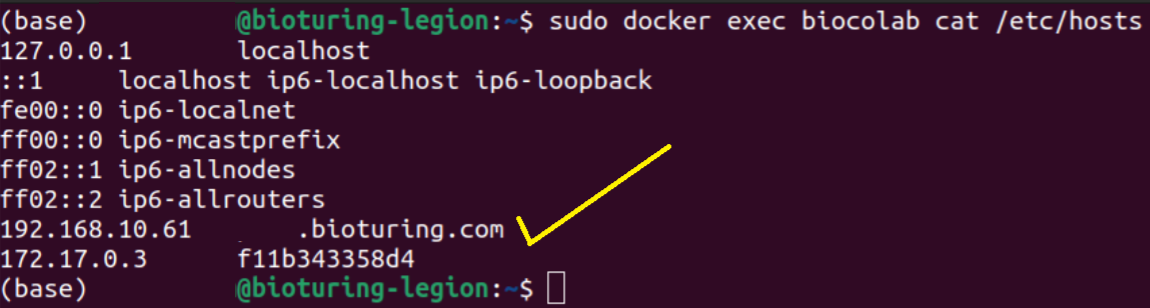 (base) @bioturing-legion:~$ sudo docker exec biocolab cat /etc/hosts
127.0.0.1 localhost
::1 localhost ip6-localhost ip6-loopback
fe00::0 ip6-localnet
ff00::0 ip6-mcastprefix
ff02::1 ip6-allnodes
ff02::2 ip6-allrouters
192.168.10.61 .bioturing.com
172.17.0.3 f11b343358d4
(base) @bioturing-legion:~$